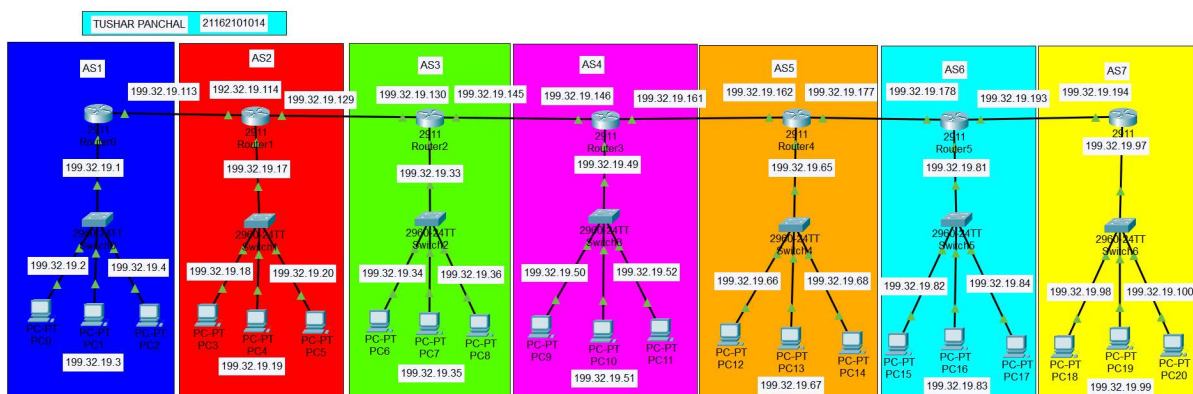 TUSHAR PANCHAL 21162101014
AS1
199.32.19.113
2911
Router0
199.32.19.1
2960-24TT
199.32.19.2
199.32.19.4
PC-PT
PC0
PC-PT
PC1
PC-PT
PC2
199.32.19.3
AS2
192.32.19.114
199.32.19.129
2911
Router1
199.32.19.17
2960-24TT
199.32.19.18
199.32.19.20
PC-PT
PC3
PC-PT
PC4
PC-PT
PC5
199.32.19.19
AS3
199.32.19.130
199.32.19.145
2911
Router2
199.32.19.33
2960-24TT
Switch2
199.32.19.34
199.32.19.36
PC-PT
PC6
PC-PT
PC7
PC-PT
PC8
199.32.19.35
AS4
199.32.19.146
199.32.19.161
2911
Router3
199.32.19.49
2960-24TT
Switch3
199.32.19.50
199.32.19.52
PC-PT
PC9
PC-PT
PC10
PC-PT
PC11
199.32.19.51
AS5
199.32.19.162
199.32.19.177
2911
Router4
199.32.19.65
2960-24TT
Switch4
199.32.19.66
199.32.19.68
PC-PT
PC12
PC-PT
PC13
PC-PT
PC14
199.32.19.67
AS6
199.32.19.178
199.32.19.193
2911
Router5
199.32.19.81
2960-24TT
Switch5
199.32.19.82
199.32.19.84
PC-PT
PC15
PC-PT
PC16
PC-PT
PC17
199.32.19.83
AS7
199.32.19.194
2911
199.32.19.97
2960-24TT
Switch6
199.32.19.98
199.32.19.100
PC-PT
PC18
PC-PT
PC19
PC-PT
PC20
199.32.19.99